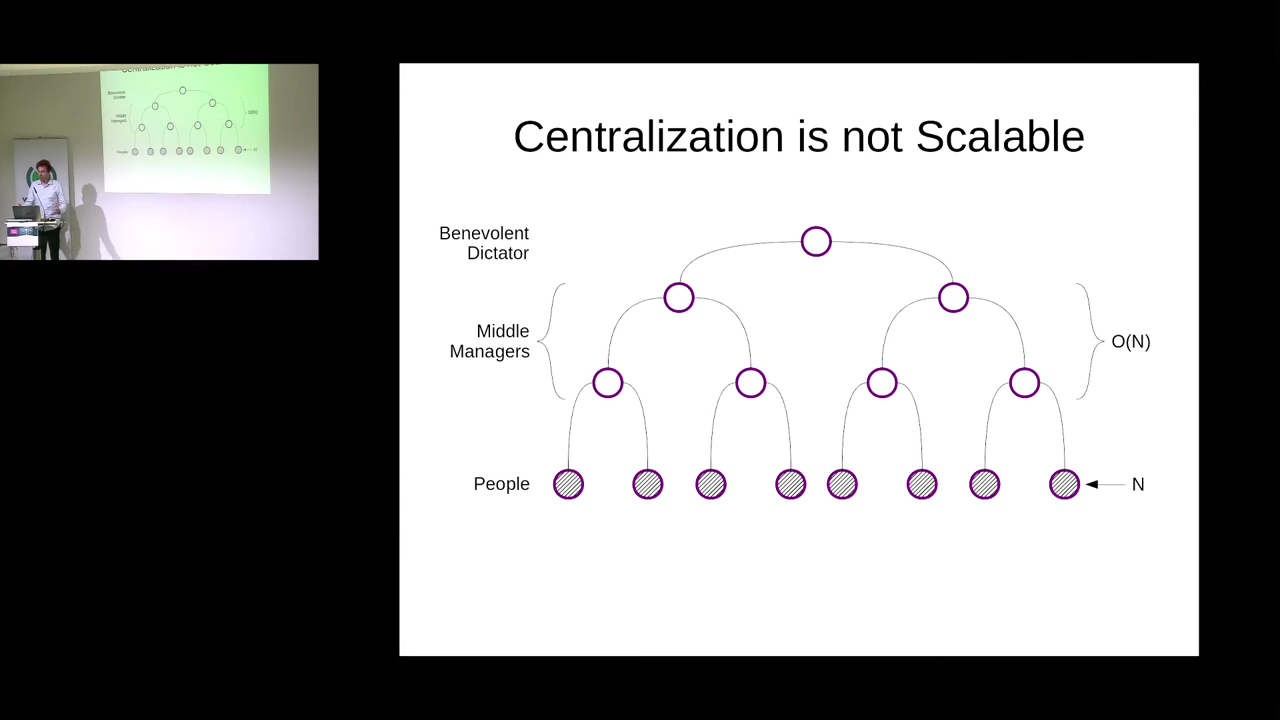 Centralization is not Scalable
Benevolent
Dictator
Middle
Managers
O(N)
People
N